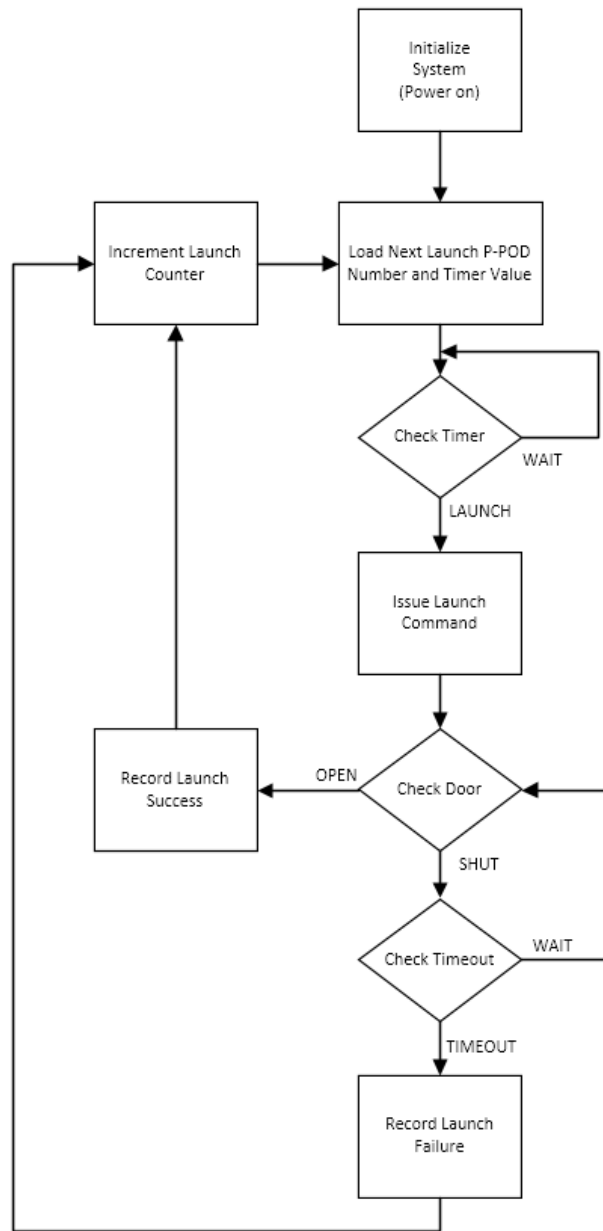 Initialize
System
(Power on)
Increment Launch
Counter
Load Next Launch P-POD
Number and Timer Value
Check Timer
WAIT
LAUNCH
Issue Launch
Command
Record Launch
Success
OPEN
Check Door
SHUT
Check Timeout
WAIT
TIMEOUT
Record Launch
Failure